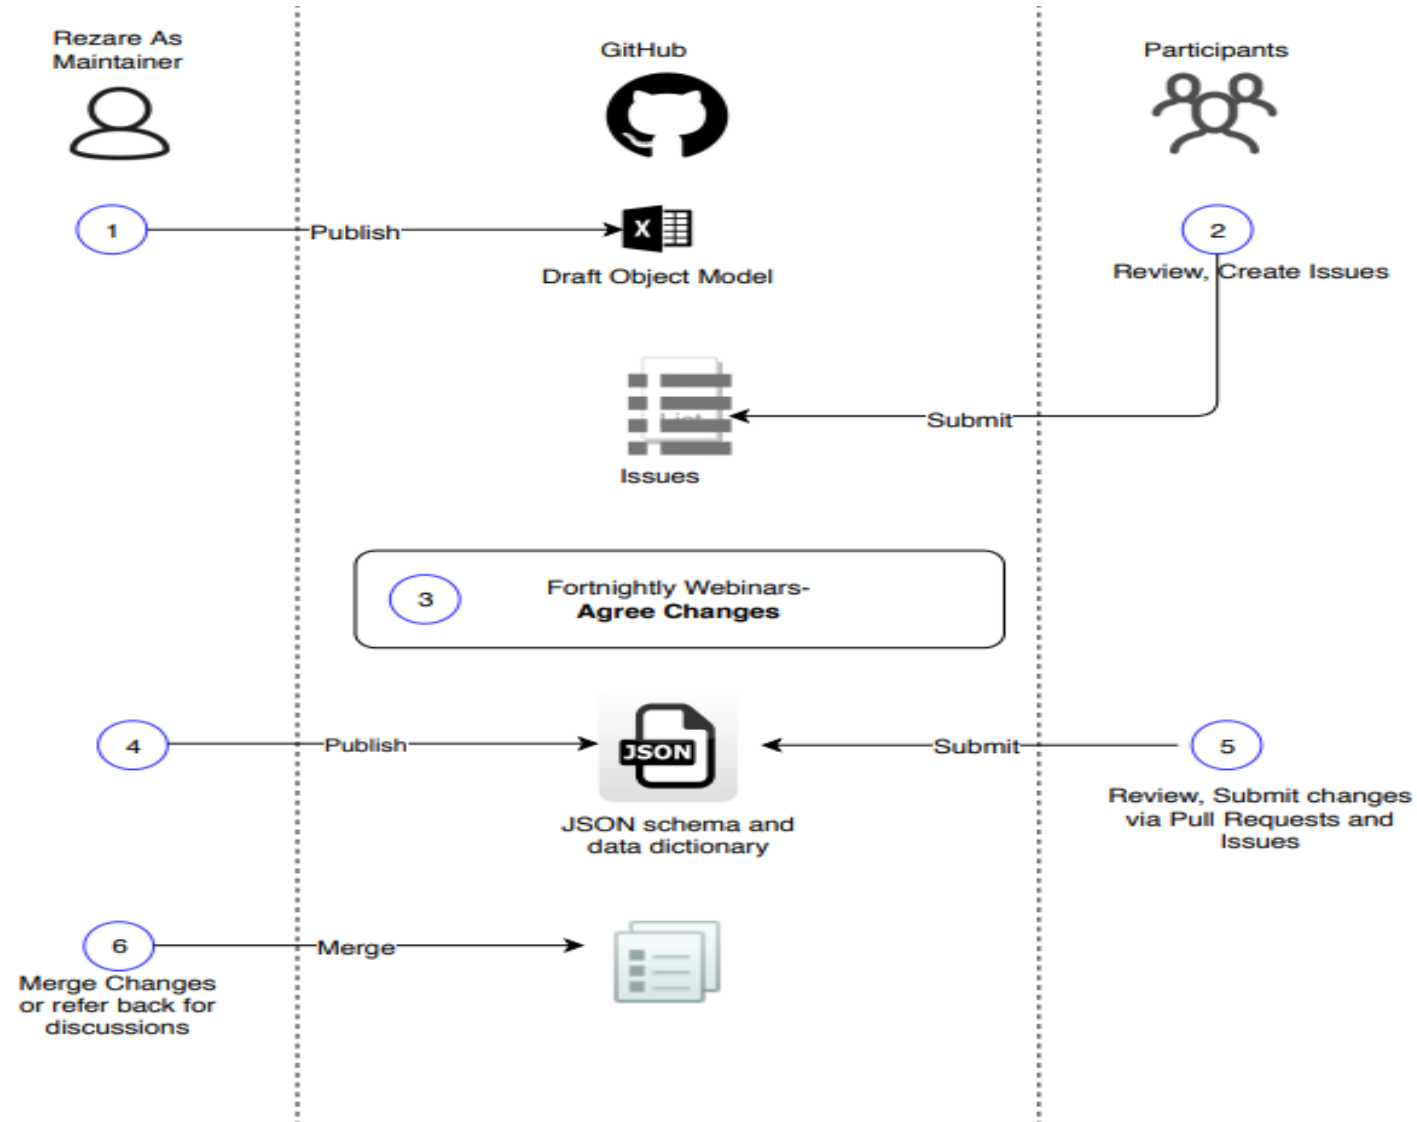 Rezare As
Maintainer
GitHub
Participants
1
Publish
X
Draft Object Model
2
Review, Create Issues
List
Submit
Issues
3
Fortnightly Webinars-
Agree Changes
4
Publish
JSON
Submit
5
JSON schema and
data dictionary
Review, Submit changes
via Pull Requests and
Issues
6
Merge
Merge Changes
or refer back for
discussions